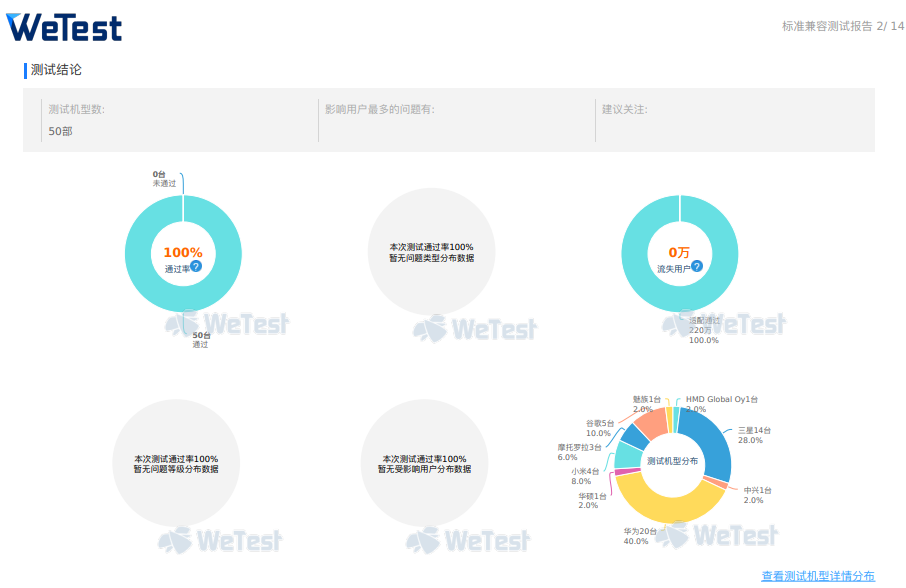 WeTest
标准兼容测试报告 2/ 14
测试结论
测试机型数:
50部
影响用户最多的问题有:
建议关注:
0台
未通过
100%
通过率?
50台
通过
WeTest
本次测试通过率100%
暂无问题类型分布数据
WeTest
0万
流失用户?
适配通过
220万
100.0%
WeTest
本次测试通过率100%
暂无问题等级分布数据
WeTest
本次测试通过率100%
暂无受影响用户分布数据
WeTest
魅族1台
2.0%
HMD Global Oy1台
2.0%
谷歌5台
10.0%
三星14台
28.0%
摩托罗拉3台
6.0%
测试机型分布
小米4台
8.0%
中兴1台
2.0%
华硕1台
2.0%
华为20台
40.0%
WeTest
查看测试机型详情分布